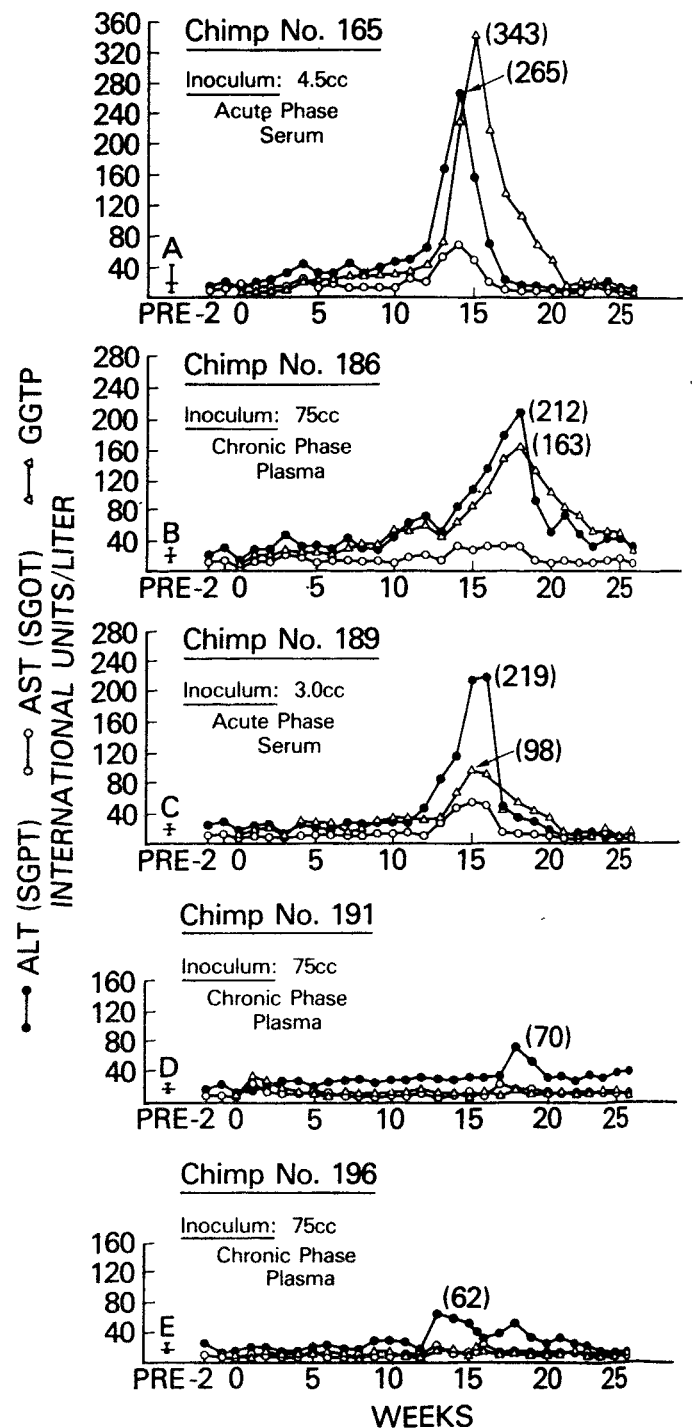 ALT (SGPT) AST (SGOT) GGTP
INTERNATIONAL UNITS/LITER
Chimp No. 165
Inoculum: 4.5cc
Acute Phase
Serum
360
320
280
240
200
160
120
80
40
A
(343)
(265)
PRE-2 0 5 10 15 20 25
Chimp No. 186
Inoculum: 75cc
Chronic Phase
Plasma
280
240
200
160
120
80
40
B
(212)
(163)
PRE-2 0 5 10 15 20 25
Chimp No. 189
Inoculum: 3.0cc
Acute Phase
Serum
280
240
200
160
120
80
40
C
(219)
(98)
PRE-2 0 5 10 15 20 25
Chimp No. 191
Inoculum: 75cc
Chronic Phase
Plasma
160
120
80
40
D
(70)
PRE-2 0 5 10 15 20 25
Chimp No. 196
Inoculum: 75cc
Chronic Phase
Plasma
160
120
80
40
E
(62)
PRE-2 0 5 10 15 20 25
WEEKS